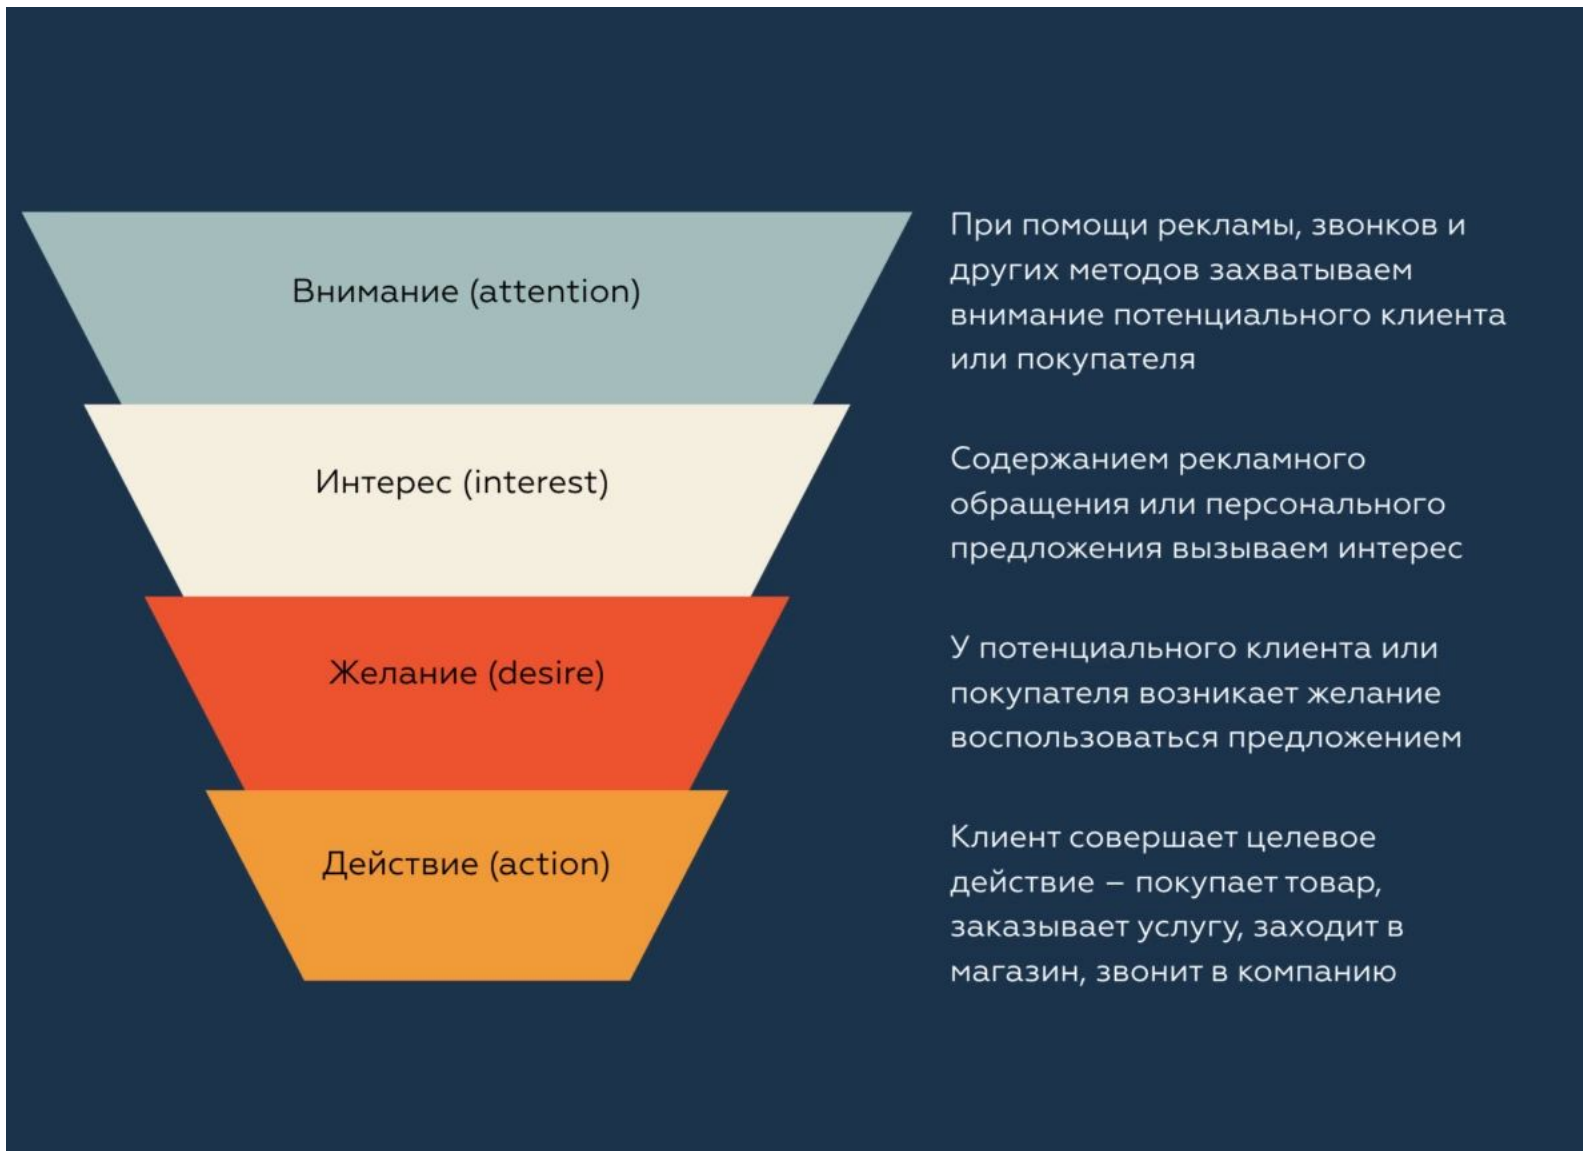 Внимание (attention)
При помощи рекламы, звонков и
других методов захватываем
внимание потенциального клиента
или покупателя
Интерес (interest)
Содержанием рекламного
обращения или персонального
предложения вызываем интерес
Желание (desire)
У потенциального клиента или
покупателя возникает желание
воспользоваться предложением
Действие (action)
Клиент совершает целевое
действие – покупает товар,
заказывает услугу, заходит в
магазин, звонит в компанию